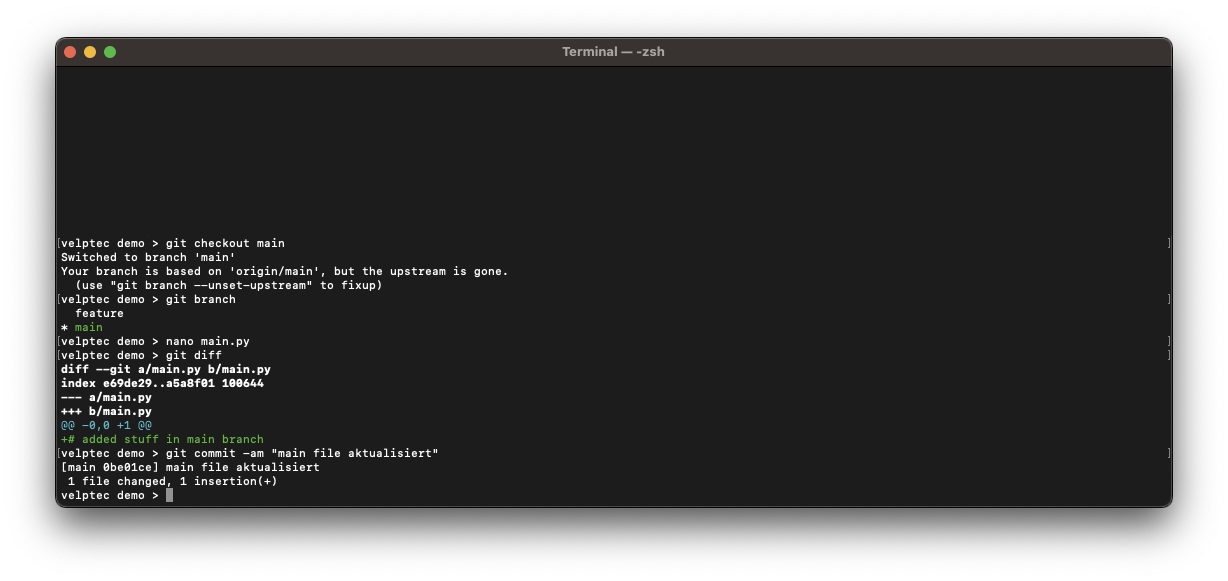 Terminal — -zsh
[velptec demo > git checkout main ]
Switched to branch 'main'
Your branch is based on 'origin/main', but the upstream is gone.
  (use "git branch --unset-upstream" to fixup)
[velptec demo > git branch ]
  feature
* main
[velptec demo > nano main.py ]
[velptec demo > git diff ]
diff --git a/main.py b/main.py
index e69de29..a5a8f01 100644
--- a/main.py
+++ b/main.py
@@ -0,0 +1 @@
+# added stuff in main branch
[velptec demo > git commit -am "main file aktualisiert" ]
[main 0be01ce] main file aktualisiert
 1 file changed, 1 insertion(+)
velptec demo >